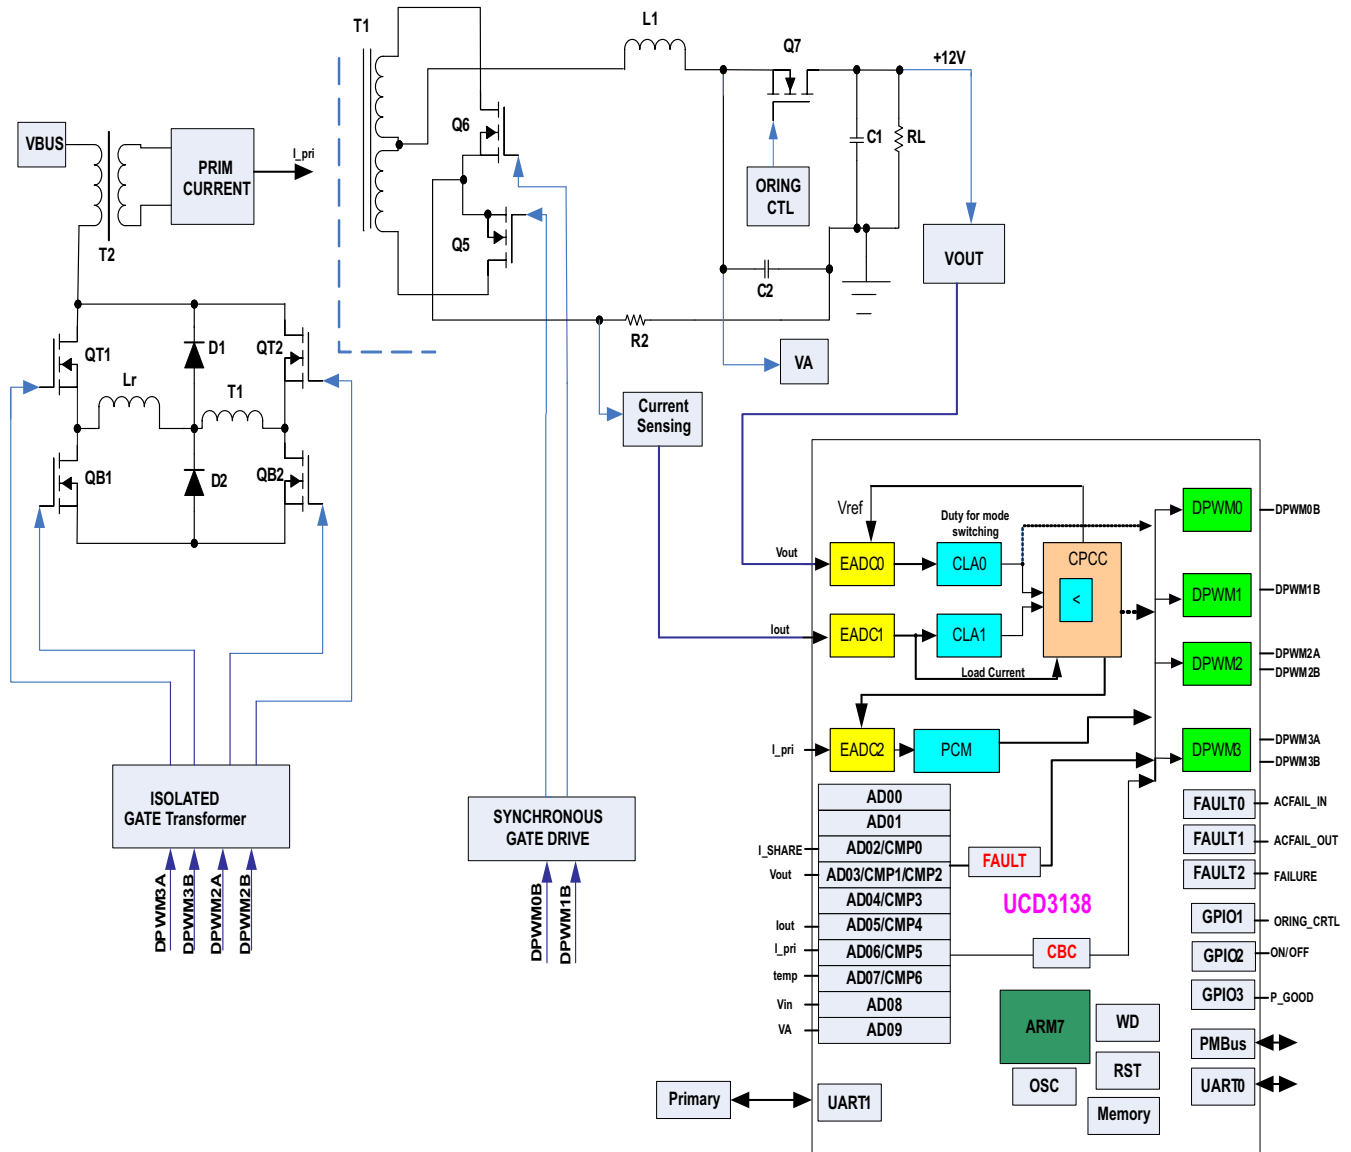 T1
L1
Q7
+12V
Q6
C1
RL
VBUS
PRIM
CURRENT
I_pri
ORING
CTL
T2
Q5
VOUT
C2
R2
QT1
D1
QT2
VA
Lr
T1
Current
Sensing
QB1
D2
QB2
Vref
Duty for mode
switching
DPWM0
DPWM0B
Vout
EADC0
CLA0
CPCC
<
DPWM1
DPWM1B
Iout
EADC1
CLA1
Load Current
DPWM2
DPWM2A
DPWM2B
I_pri
EADC2
PCM
DPWM3
DPWM3A
DPWM3B
ISOLATED
GATE Transformer
SYNCHRONOUS
GATE DRIVE
DPWM3A
DPWM3B
DPWM2A
DPWM2B
DPWM0B
DPWM1B
AD00
AD01
I_SHARE
AD02/CMP0
Vout
AD03/CMP1/CMP2
AD04/CMP3
Iout
AD05/CMP4
I_pri
AD06/CMP5
temp
AD07/CMP6
Vin
AD08
VA
AD09
FAULT
UCD3138
CBC
FAULT0
ACFAIL_IN
FAULT1
ACFAIL_OUT
FAULT2
FAILURE
GPIO1
ORING_CRTL
GPIO2
ON/OFF
GPIO3
P_GOOD
ARM7
WD
PMBus
OSC
RST
UART0
Memory
Primary
UART1